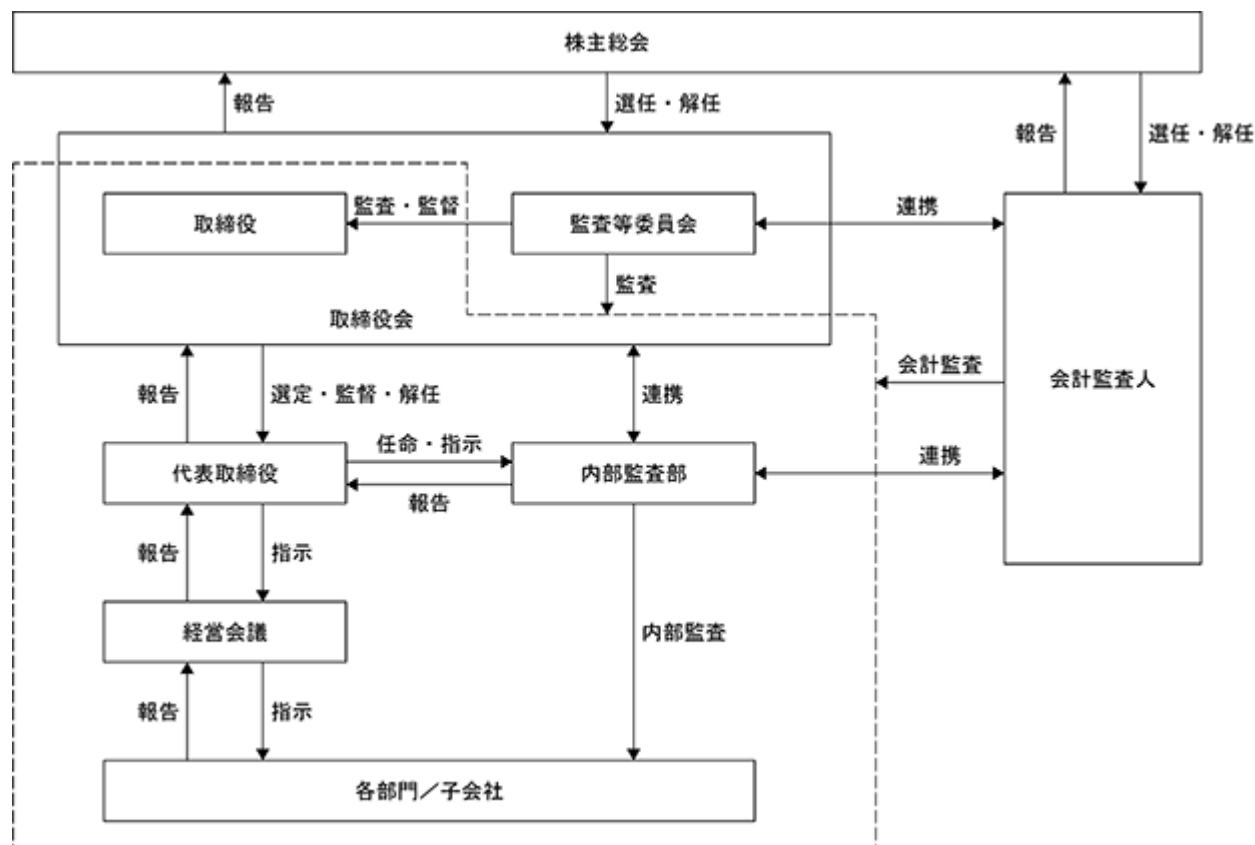 株主総会
報告
選任・解任
報告
選任・解任
取締役
監査・監督
監査等委員会
連携
監査
取締役会
会計監査
会計監査人
報告
選定・監督・解任
連携
代表取締役
任命・指示
報告
内部監査部
連携
報告
指示
経営会議
内部監査
報告
指示
各部門／子会社